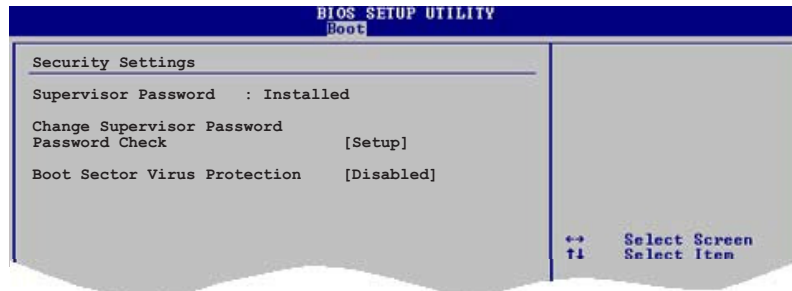 BIOS SETUP UTILITY
Boot
Security Settings
Supervisor Password : Installed
Change Supervisor Password
Password Check [Setup]
Boot Sector Virus Protection [Disabled]
↔ Select Screen
↑↓ Select Item